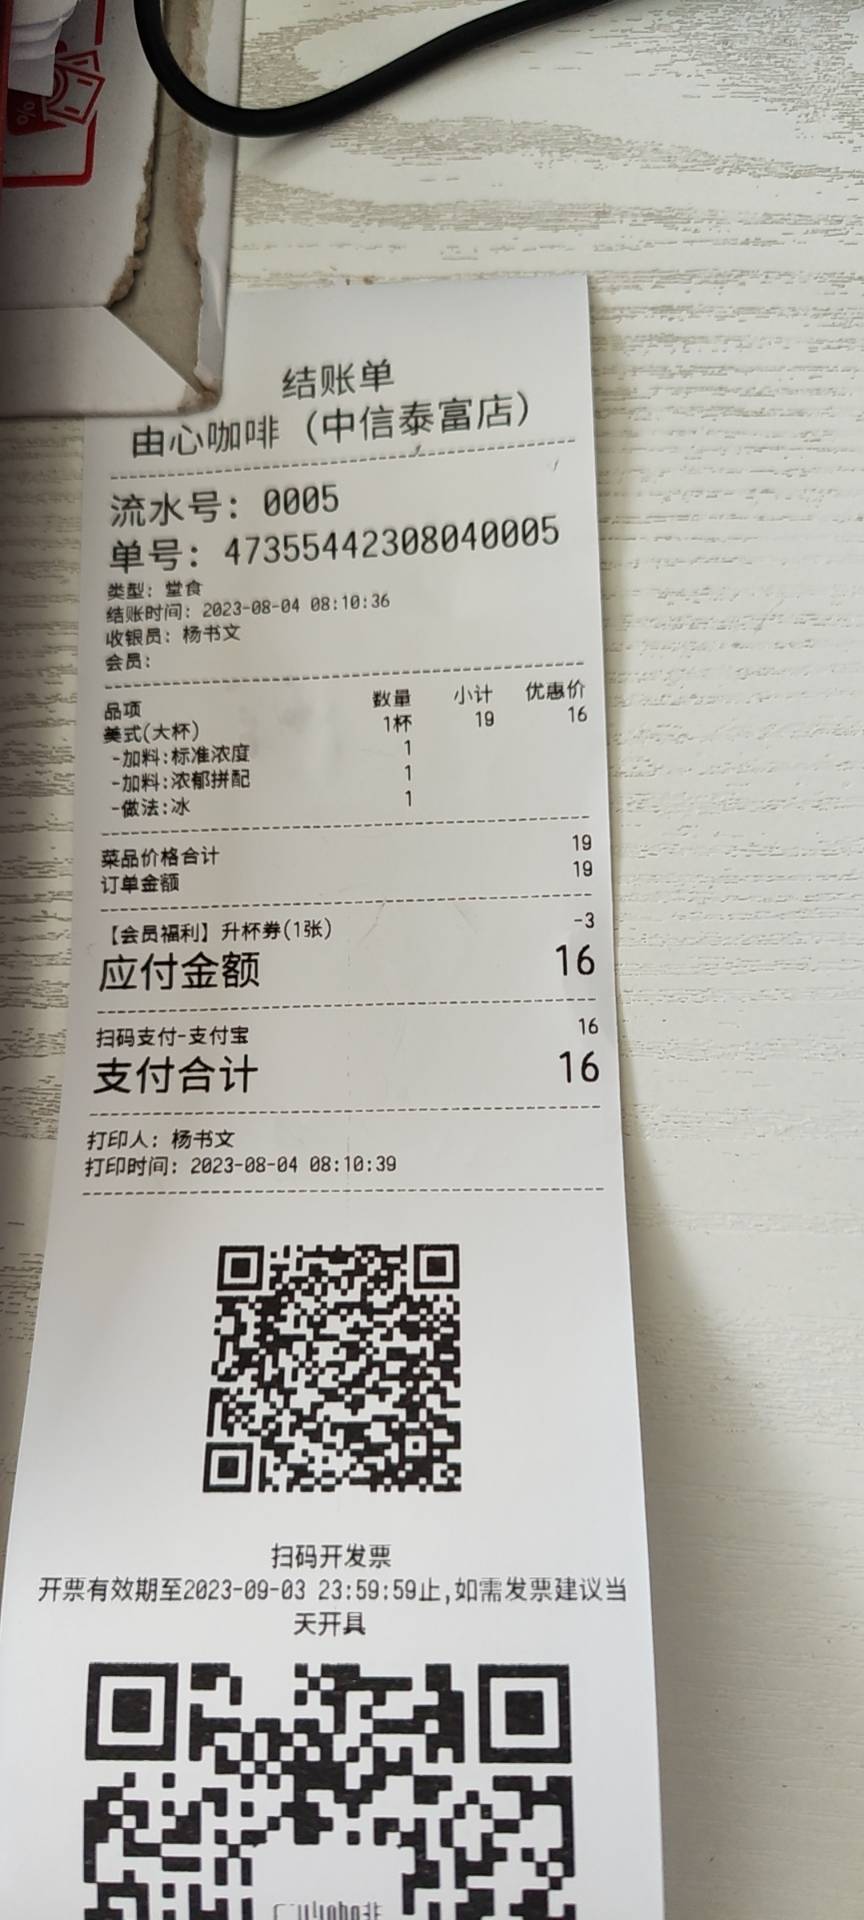 %
结账单
由心咖啡（中信泰富店）
流水号：0005
单号：47355442308040005
类型：堂食
结账时间：2023-08-04 08:10:36
收银员：杨书文
会员：
品项 数量 小计 优惠价
美式(大杯) 1杯 19 16
-加料:标准浓度 1
-加料:浓郁拼配 1
-做法:冰 1
菜品价格合计 19
订单金额 19
【会员福利】升杯券(1张) -3
应付金额 16
扫码支付-支付宝 16
支付合计 16
打印人：杨书文
打印时间：2023-08-04 08:10:39
扫码开发票
开票有效期至2023-09-03 23:59:59止,如需发票建议当
天开具